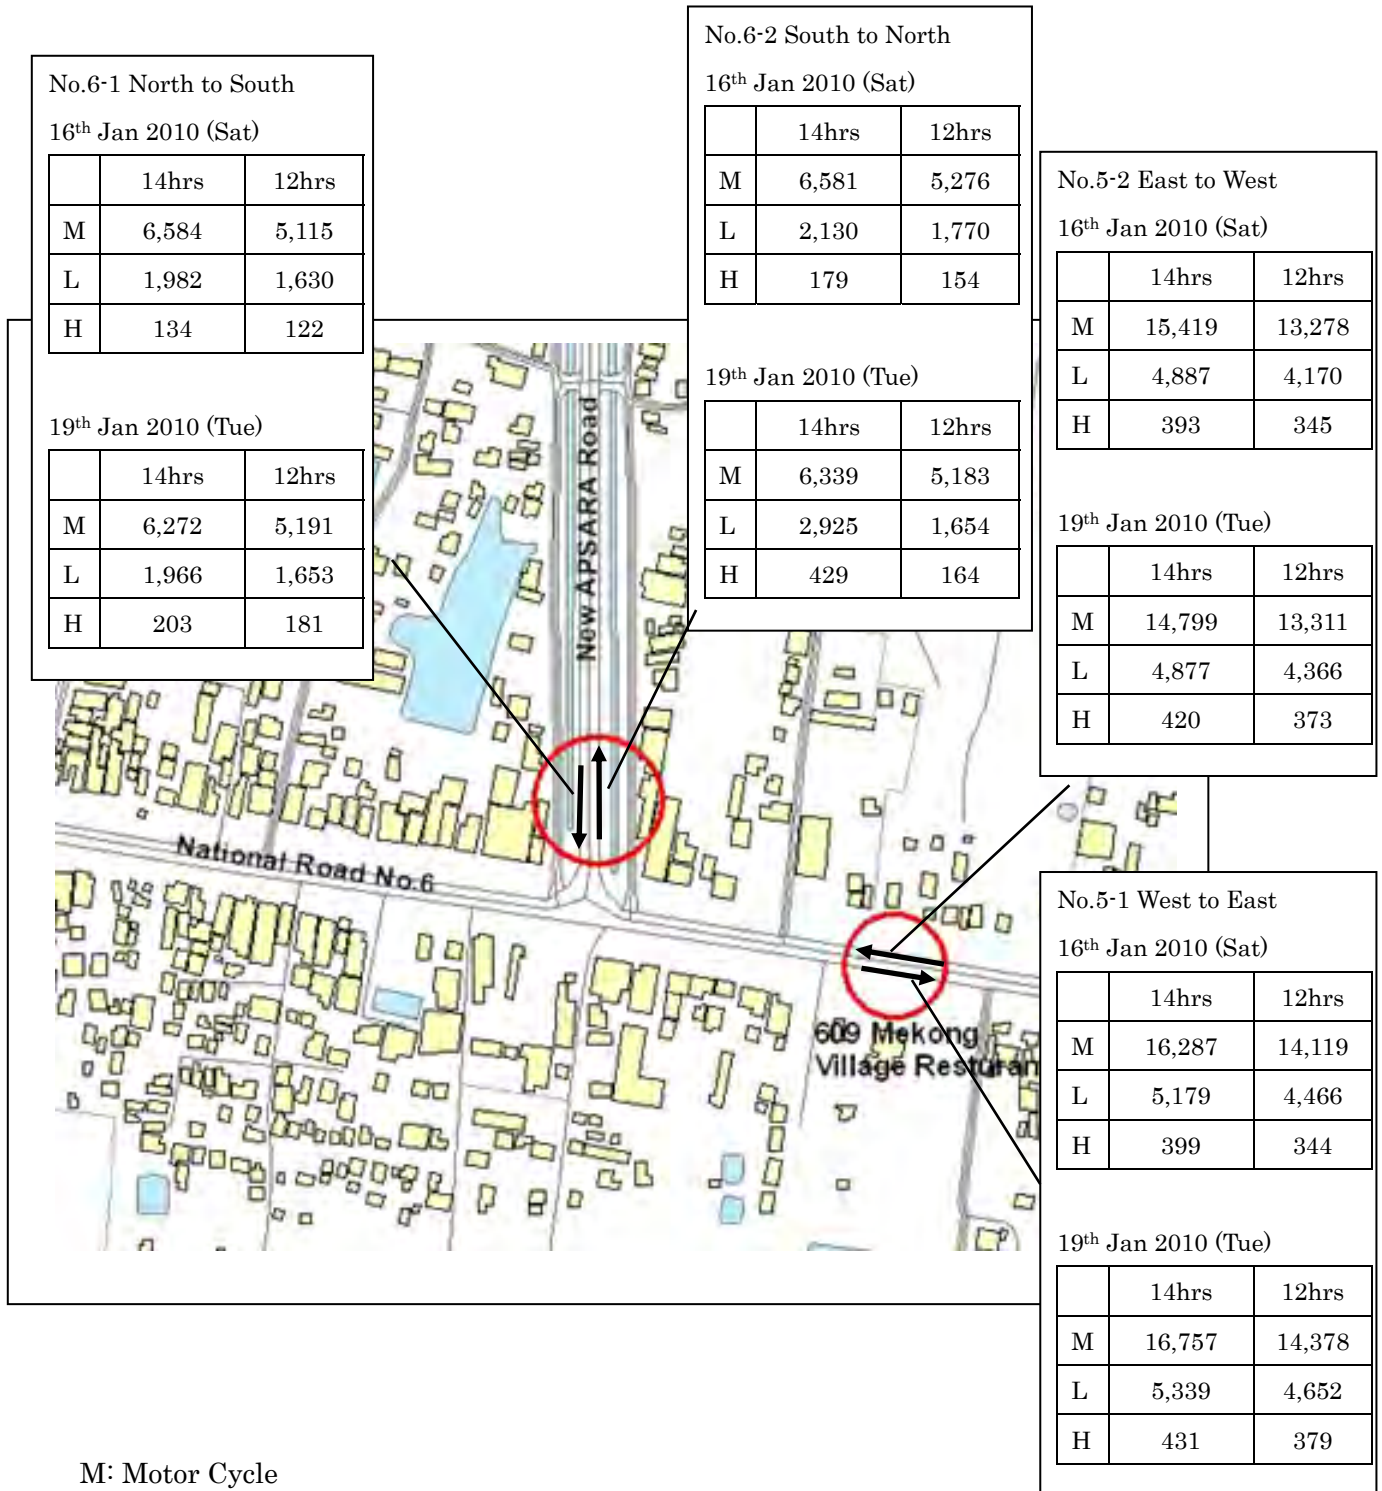 No.6-1 North to South
16th Jan 2010 (Sat)
14hrs 12hrs
M 6,584 5,115
L 1,982 1,630
H 134 122
19th Jan 2010 (Tue)
14hrs 12hrs
M 6,272 5,191
L 1,966 1,653
H 203 181
No.6-2 South to North
16th Jan 2010 (Sat)
14hrs 12hrs
M 6,581 5,276
L 2,130 1,770
H 179 154
19th Jan 2010 (Tue)
14hrs 12hrs
M 6,339 5,183
L 2,925 1,654
H 429 164
No.5-2 East to West
16th Jan 2010 (Sat)
14hrs 12hrs
M 15,419 13,278
L 4,887 4,170
H 393 345
19th Jan 2010 (Tue)
14hrs 12hrs
M 14,799 13,311
L 4,877 4,366
H 420 373
New APSARA Road
National Road No.6
609 Mekong
Village Resturan
No.5-1 West to East
16th Jan 2010 (Sat)
14hrs 12hrs
M 16,287 14,119
L 5,179 4,466
H 399 344
19th Jan 2010 (Tue)
14hrs 12hrs
M 16,757 14,378
L 5,339 4,652
H 431 379
M: Motor Cycle